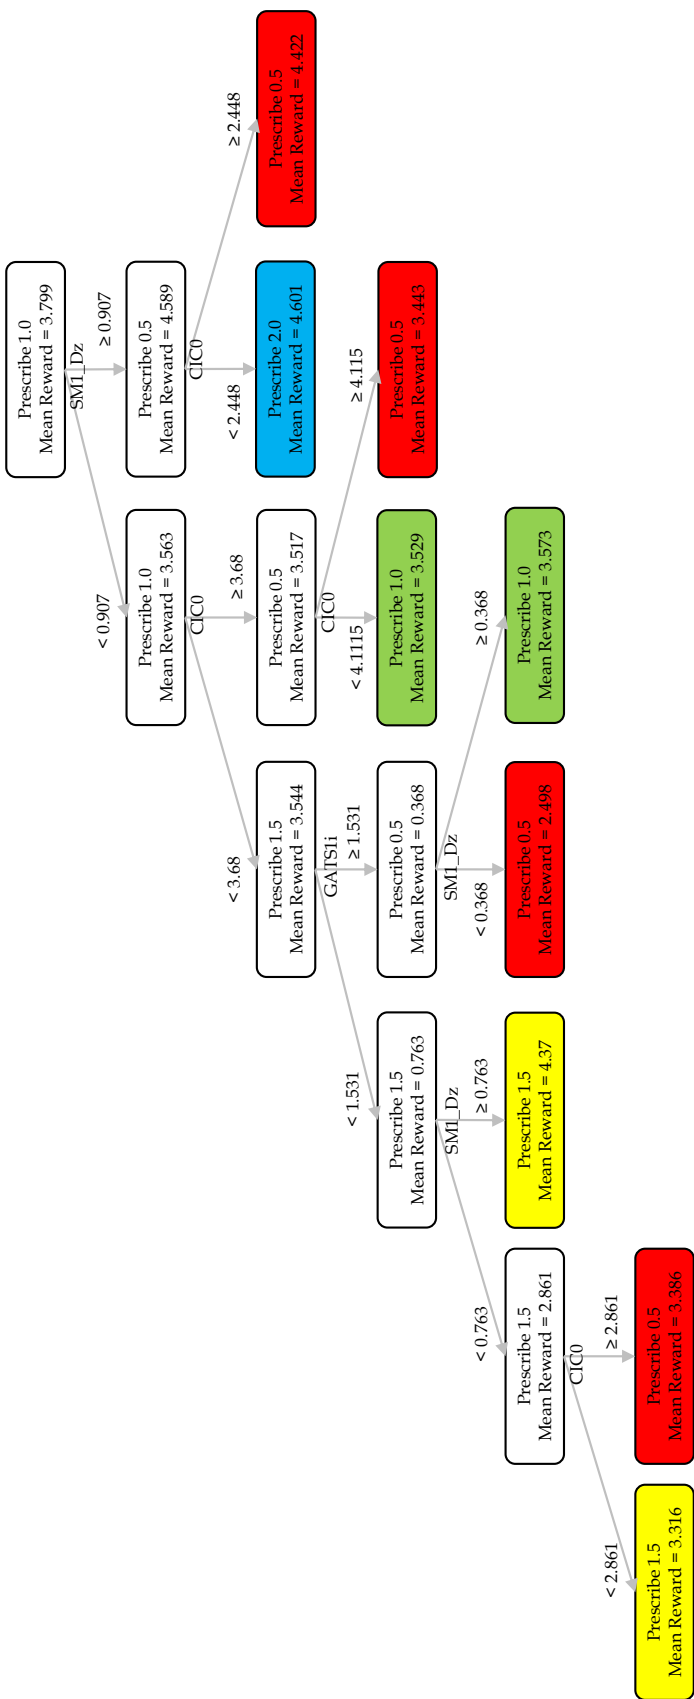 Prescribe 1.0
Mean Reward = 3.799
SM1_Dz
< 0.907
≥ 0.907
Prescribe 1.0
Mean Reward = 3.563
CIC0
Prescribe 0.5
Mean Reward = 4.589
CIC0
< 3.68
≥ 3.68
< 2.448
≥ 2.448
Prescribe 1.5
Mean Reward = 3.544
GATS1i
Prescribe 0.5
Mean Reward = 3.517
CIC0
Prescribe 2.0
Mean Reward = 4.601
Prescribe 0.5
Mean Reward = 4.422
< 1.531
≥ 1.531
< 4.1115
≥ 4.115
Prescribe 1.5
Mean Reward = 0.763
SM1_Dz
Prescribe 0.5
Mean Reward = 0.368
SM1_Dz
Prescribe 1.0
Mean Reward = 3.529
Prescribe 0.5
Mean Reward = 3.443
< 0.763
≥ 0.763
< 0.368
≥ 0.368
Prescribe 1.5
Mean Reward = 2.861
CIC0
Prescribe 1.5
Mean Reward = 4.37
Prescribe 0.5
Mean Reward = 2.498
Prescribe 1.0
Mean Reward = 3.573
< 2.861
≥ 2.861
Prescribe 1.5
Mean Reward = 3.316
Prescribe 0.5
Mean Reward = 3.386